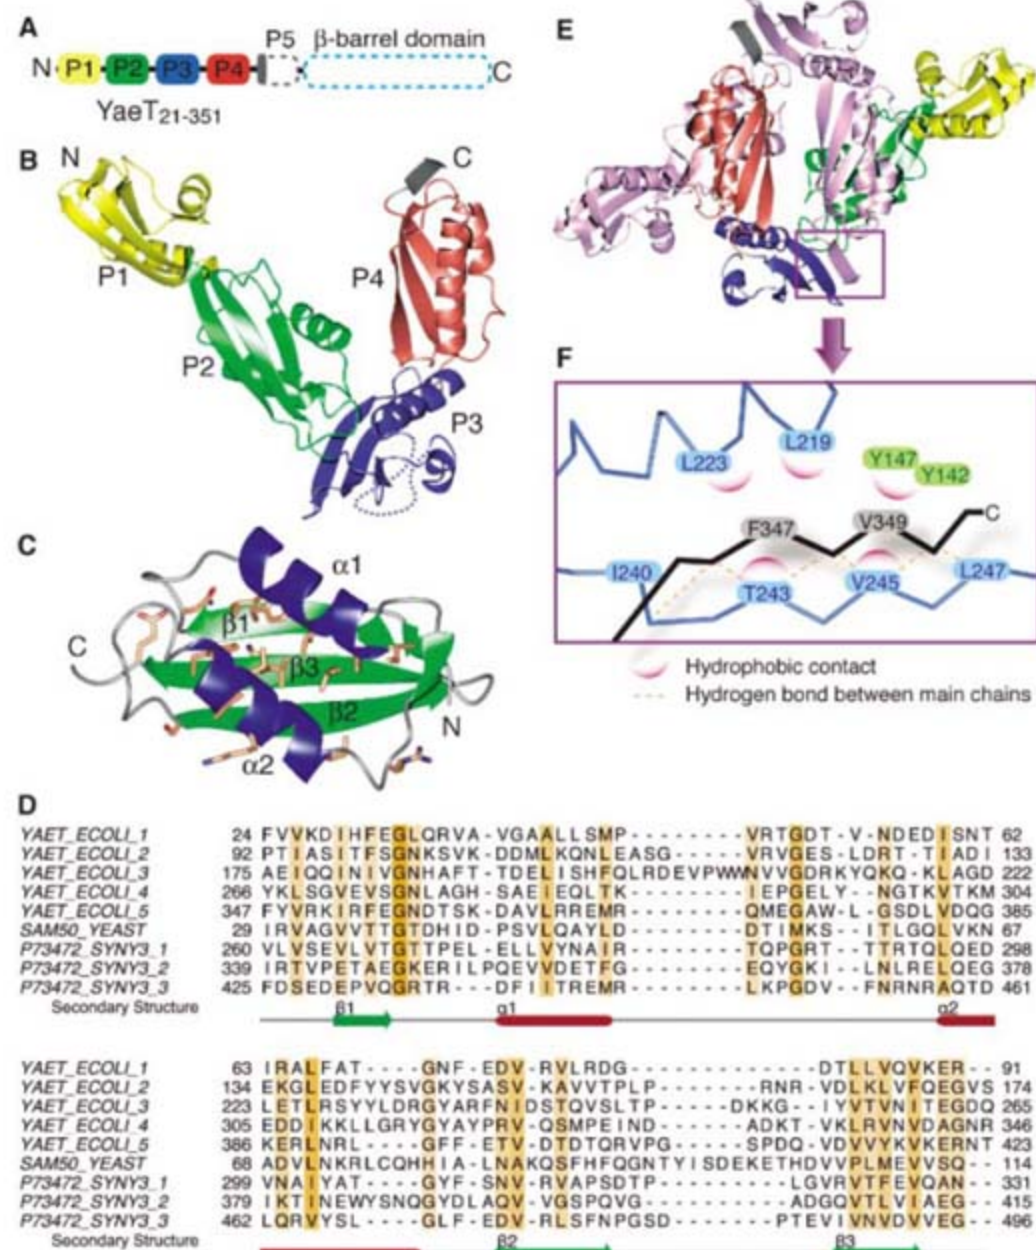 A
P5 β-barrel domain
N P1 P2 P3 P4 C
YaeT21-351
B
N
C
P1
P4
P2
P3
C
α1
β1
C
β3
β2
N
α2
E
F
L223
L219
Y147
Y142
F347
V349
C
I240
T243
V245
L247
Hydrophobic contact
Hydrogen bond between main chains
D
YAET_ECOLI_1 24 FVVKDIHFEGLQRVA-VGAALLSMP--------VRTGDT-V-NDEDISNT 62
YAET_ECOLI_2 92 PTIASITFSGNKSVK-DDMLKQNLEASG-----VRVGES-LDRT-TIADI 133
YAET_ECOLI_3 175 AEIQQINIVGNHAFT-TDELISHFQLRDEVPWWNVVGDRKYQKQ-KLAGD 222
YAET_ECOLI_4 266 YKLSGVEVSGNLAGH-SAEIEQLTK--------IEPGELY--NGTKVTKM 304
YAET_ECOLI_5 347 FYVRKIRFEGNDTSK-DAVLRREMR--------QMEGAW-L-GSDLVDQG 385
SAM50_YEAST 29 IRVAGVVVTGTDHID-PSVLQAYLD--------DTIMKS--ITLGQLVKN 67
P73472_SYNY3_1 260 VLVSEVLVTGTTPEL-ELLVYNAIR--------TQPGRT--TTRTQLQED 298
P73472_SYNY3_2 339 IRTVPETAEGKERILPQEVVDETFG--------EQYGKI--LNLRELQEG 378
P73472_SYNY3_3 425 FDSEDEPVQGRTR---DFIITREMR--------LKPGDV--FNRNRAQTD 461
Secondary Structure β1 α1 α2
YAET_ECOLI_1 63 IRALFAT----GNF-EDV-RVLRDG-------------DTLLVQVKER-- 91
YAET_ECOLI_2 134 EKGLEDFYYSVGKYSASV-KAVVTPLP---------RNR-VDLKLVFQEGVS 174
YAET_ECOLI_3 223 LETLRSYYLDRGYARFNIDSTQVSLTP-------DKKG--IYVTVNITEGDQ 265
YAET_ECOLI_4 305 EDDIKKLLGRYGYAYPRV-QSMPEIND--------ADKT-VKLRVNVDAGNR 346
YAET_ECOLI_5 386 KERLNRL----GFF-ETV-DTDTQRVPG-------SPDQ-VDVVYKVKERNT 423
SAM50_YEAST 68 ADVLNKRLCQHHIA-LNAKQSFHFQGNTYISDEKETHDVVPLMEVVSQ-- 114
P73472_SYNY3_1 299 VNAIYAT----GYF-SNV-RVAPSDTP----------LGVRVTFEVQAN--- 331
P73472_SYNY3_2 379 IKTINEWYSNQGYDLAQV-VGSPQVG--------ADGQVTLVIAEG---- 415
P73472_SYNY3_3 462 LQRVYSL----GLF-EDV-RLSFNPGSD-------PTEVIVNVDVVEG---- 496
Secondary Structure β2 β3